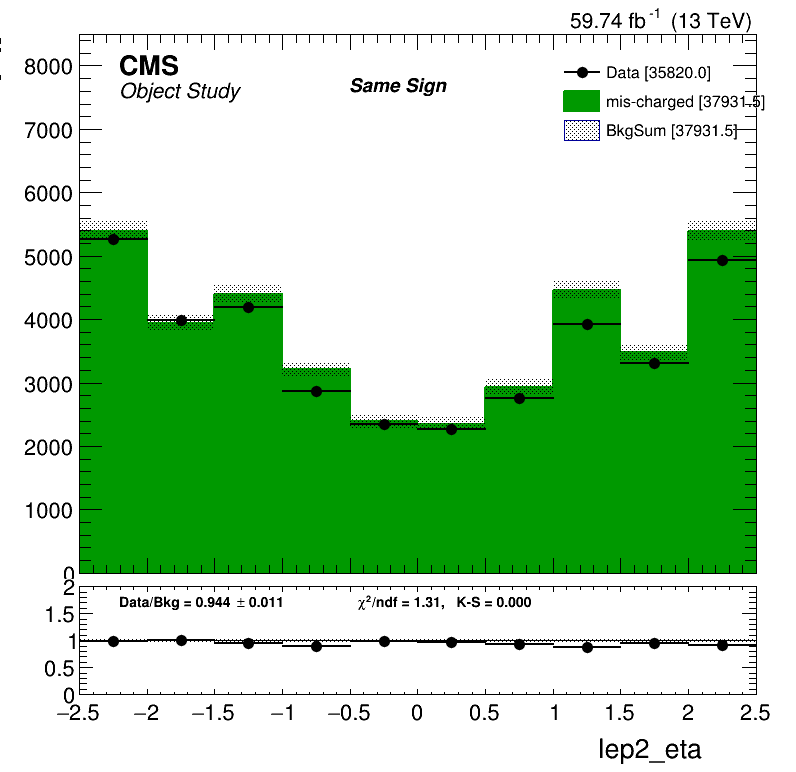 59.74 fb-1 (13 TeV)
CMS
Object Study
Same Sign
Data [35820.0]
mis-charged [37931.5]
BkgSum [37931.5]
8000
7000
6000
5000
4000
3000
2000
1000
0
2
Data/Bkg = 0.944 ± 0.011
χ2/ndf = 1.31, K-S = 0.000
1.5
1
0.5
0
−2.5 −2 −1.5 −1 −0.5 0 0.5 1 1.5 2 2.5
lep2_eta